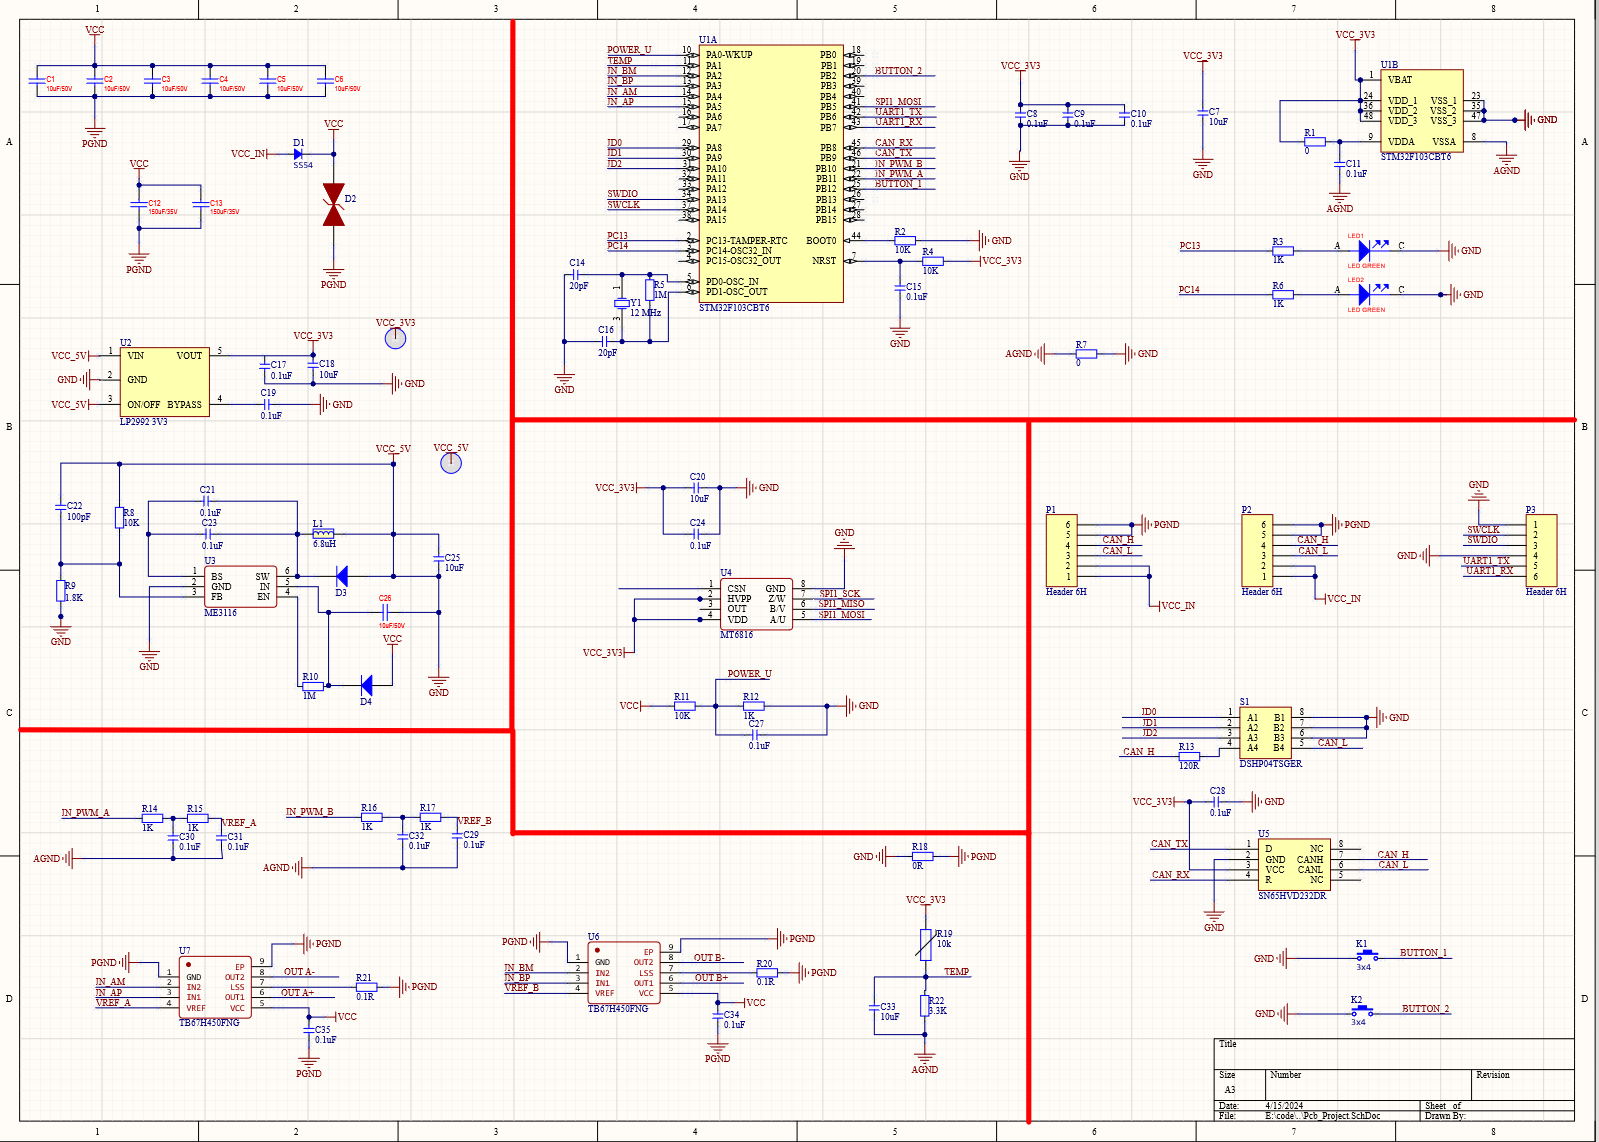 1 2 3 4 5 6 7 8
A
B
C
D
VCC
C1 10uF/50V
C2 10uF/50V
C3 10uF/50V
C4 10uF/50V
C5 10uF/50V
C6 10uF/50V
PGND
VCC
C12 150uF/35V
C13 150uF/35V
PGND
VCC
VCC_IN
D1
SS54
D2
PGND
VCC_3V3
U2
VCC_5V 1 VIN VOUT 5 VCC_3V3
GND 2 GND
VCC_5V 3 ON/OFF BYPASS 4
LP2992 3V3
C17 0.1uF
C18 10uF
GND
C19 0.1uF
GND
VCC_5V
VCC_5V
C22 100pF
R8 10K
C21 0.1uF
C23 0.1uF
L1 6.8uH
C25 10uF
U3
1 BS SW 6
2 GND IN 5
3 FB EN 4
ME3116
D3
R9 1.8K
GND
GND
C26 10uF/50V
VCC
R10 1M
D4
GND
U1A
POWER_U 10 PA0-WKUP PB0 18
TEMP 11 PA1 PB1 19
IN_BM 12 PA2 PB2 20 BUTTON_2
IN_BP 13 PA3 PB3 39
IN_AM 14 PA4 PB4 40
IN_AP 15 PA5 PB5 41 SPI1_MOSI
16 PA6 PB6 42 UART1_TX
17 PA7 PB7 43 UART1_RX
JD0 29 PA8 PB8 45 CAN_RX
JD1 30 PA9 PB9 46 CAN_TX
JD2 31 PA10 PB10 21 IN_PWM_B
32 PA11 PB11 22 IN_PWM_A
33 PA12 PB12 25 BUTTON_1
SWDIO 34 PA13 PB13 26
SWCLK 37 PA14 PB14 27
38 PA15 PB15 28
PC13 2 PC13-TAMPER-RTC BOOT0 44
PC14 3 PC14-OSC32_IN
4 PC15-OSC32_OUT NRST 7
5 PD0-OSC_IN
6 PD1-OSC_OUT
STM32F103CBT6
R2 10K GND
R4 10K VCC_3V3
C15 0.1uF
GND
C14 20pF
1
Y1 12 MHz
3
R5 1M
C16 20pF
GND
VCC_3V3
C8 0.1uF
C9 0.1uF
C10 0.1uF
GND
VCC_3V3
C7 10uF
GND
VCC_3V3
U1B
1 VBAT
24 VDD_1 VSS_1 23
36 VDD_2 VSS_2 35
48 VDD_3 VSS_3 47 GND
9 VDDA VSSA 8
STM32F103CBT6
R1 0
C11 0.1uF
AGND
AGND
PC13 R3 1K A LED1 C GND
LED GREEN
PC14 R6 1K A LED2 C GND
LED GREEN
AGND R7 0 GND
VCC_3V3 C20 10uF GND
C24 0.1uF
GND
U4
1 CSN GND 8
2 HVPP Z/W 7 SPI1_SCK
3 OUT B/V 6 SPI1_MISO
4 VDD A/U 5 SPI1_MOSI
MT6816
VCC_3V3
POWER_U
VCC R11 10K R12 1K GND
C27 0.1uF
P1
6 PGND
5
4 CAN_H
3 CAN_L
2
1
Header 6H
VCC_IN
P2
6 PGND
5
4 CAN_H
3 CAN_L
2
1
Header 6H
VCC_IN
GND
P3
1
SWCLK 2
SWDIO 3
GND 4
UART1_TX 5
UART1_RX 6
Header 6H
S1
JD0 1 A1 B1 8 GND
JD1 2 A2 B2 7
JD2 3 A3 B3 6
CAN_H R13 120R 4 A4 B4 5 CAN_L
DSHP04TSGER
VCC_3V3 C28 0.1uF GND
U5
CAN_TX 1 D NC 8
2 GND CANH 7 CAN_H
3 VCC CANL 6 CAN_L
CAN_RX 4 R NC 5
SN65HVD232DR
GND
GND K1 3x4 BUTTON_1
GND K2 3x4 BUTTON_2
IN_PWM_A R14 1K R15 1K VREF_A
C30 0.1uF
C31 0.1uF
AGND
IN_PWM_B R16 1K R17 1K VREF_B
C32 0.1uF
C29 0.1uF
AGND
GND R18 0R PGND
VCC_3V3
R19 10k
TEMP
C33 10uF
R22 3.3K
AGND
U7
PGND
PGND
EP 9
1 GND OUT2 8 OUT A-
IN_AM 2 IN2 LSS 7 R21 0.1R PGND
IN_AP 3 IN1 OUT1 6 OUT A+
VREF_A 4 VREF VCC 5
TB67H450FNG
VCC
C35 0.1uF
PGND
U6
PGND
PGND
EP 9
1 GND OUT2 8 OUT B-
IN_BM 2 IN2 LSS 7 R20 0.1R PGND
IN_BP 3 IN1 OUT1 6 OUT B+
VREF_B 4 VREF VCC 5
TB67H450FNG
VCC
C34 0.1uF
PGND
Title
Size Number Revision
A3
Date: 4/15/2024 Sheet of
File: E:\code\..\Pcb_Project.SchDoc Drawn By:
A
B
C
D
1 2 3 4 5 6 7 8